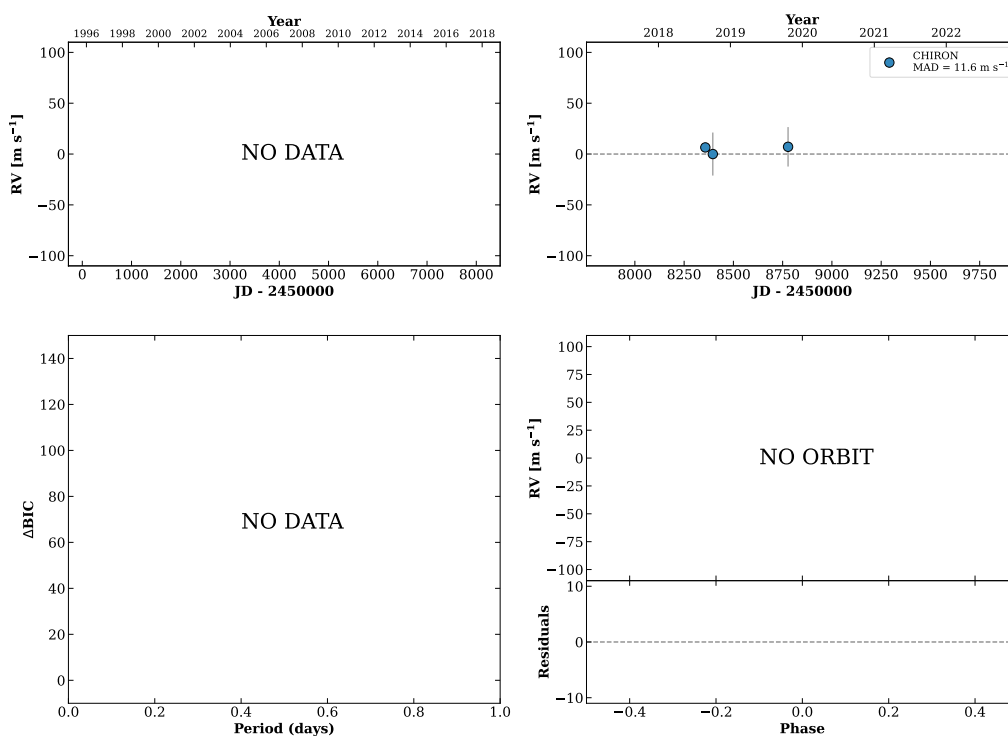 Year
1996 1998 2000 2002 2004 2006 2008 2010 2012 2014 2016 2018
100
50
0
−50
−100
RV [m s⁻¹]
NO DATA
0 1000 2000 3000 4000 5000 6000 7000 8000
JD - 2450000
Year
2018 2019 2020 2021 2022
CHIRON
MAD = 11.6 m s⁻¹
100
50
0
−50
−100
RV [m s⁻¹]
8000 8250 8500 8750 9000 9250 9500 9750
JD - 2450000
140
120
100
80
60
40
20
0
ΔBIC
NO DATA
0.0 0.2 0.4 0.6 0.8 1.0
Period (days)
100
75
50
25
0
−25
−50
−75
−100
RV [m s⁻¹]
NO ORBIT
10
0
−10
Residuals
−0.4 −0.2 0.0 0.2 0.4
Phase